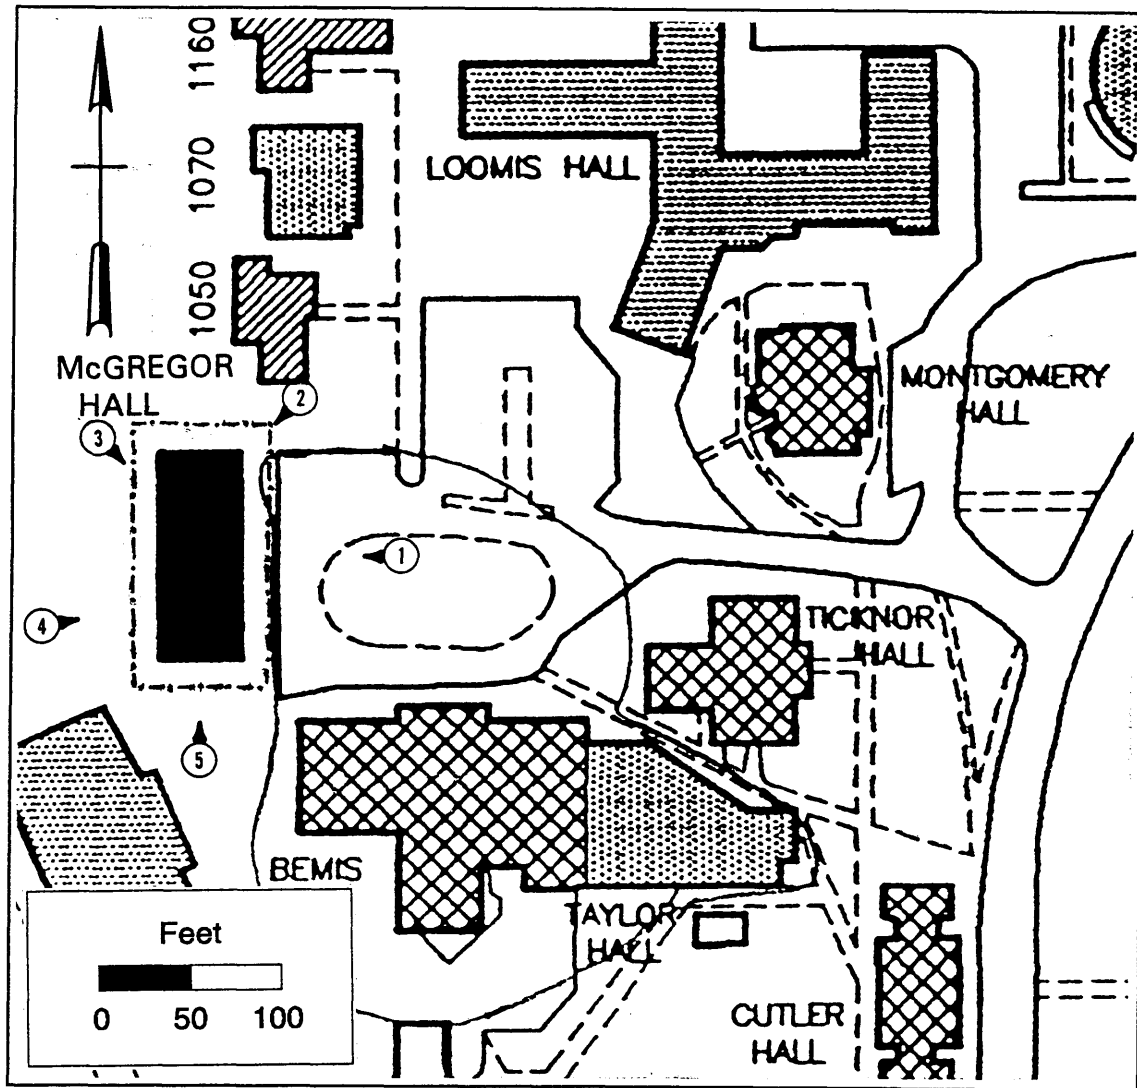 1160
1070
1050
LOOMIS HALL
McGREGOR
HALL
MONTGOMERY
HALL
2
3
1
4
5
TICKNOR
HALL
BEMIS
TAYLOR
HALL
CUTLER
HALL
Feet
0 50 100